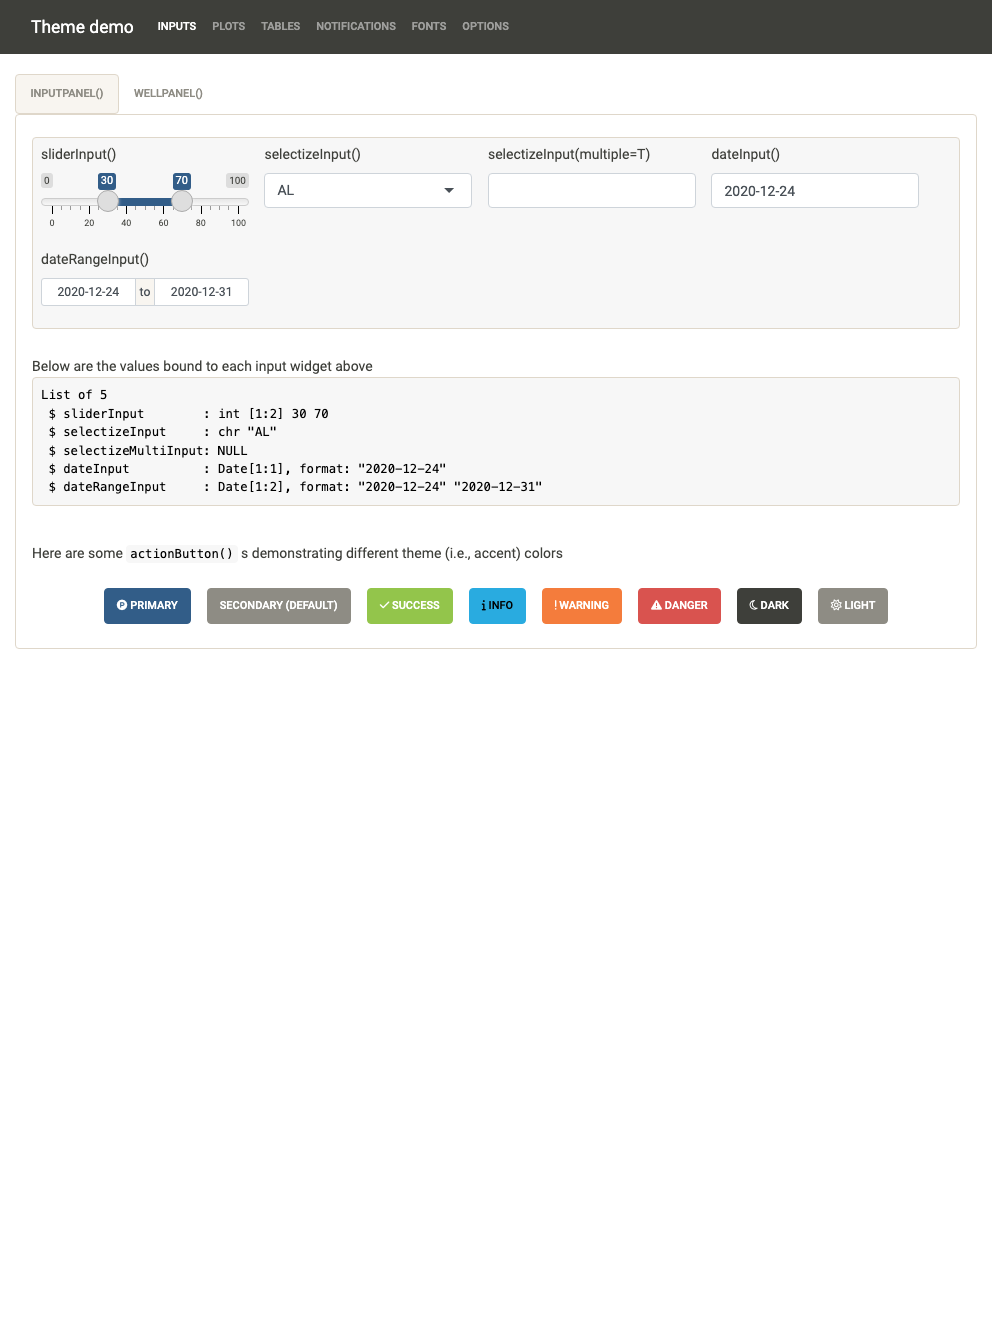 Theme demo INPUTS PLOTS TABLES NOTIFICATIONS FONTS OPTIONS
INPUTPANEL() WELLPANEL()
sliderInput() selectizeInput() selectizeInput(multiple=T) dateInput()
0 30 70 100
AL 2020-12-24
0 20 40 60 80 100
dateRangeInput()
2020-12-24 to 2020-12-31
Below are the values bound to each input widget above
List of 5
 $ sliderInput        : int [1:2] 30 70
 $ selectizeInput     : chr "AL"
 $ selectizeMultiInput: NULL
 $ dateInput          : Date[1:1], format: "2020-12-24"
 $ dateRangeInput     : Date[1:2], format: "2020-12-24" "2020-12-31"
Here are some actionButton() s demonstrating different theme (i.e., accent) colors
PRIMARY SECONDARY (DEFAULT) SUCCESS INFO WARNING DANGER DARK LIGHT